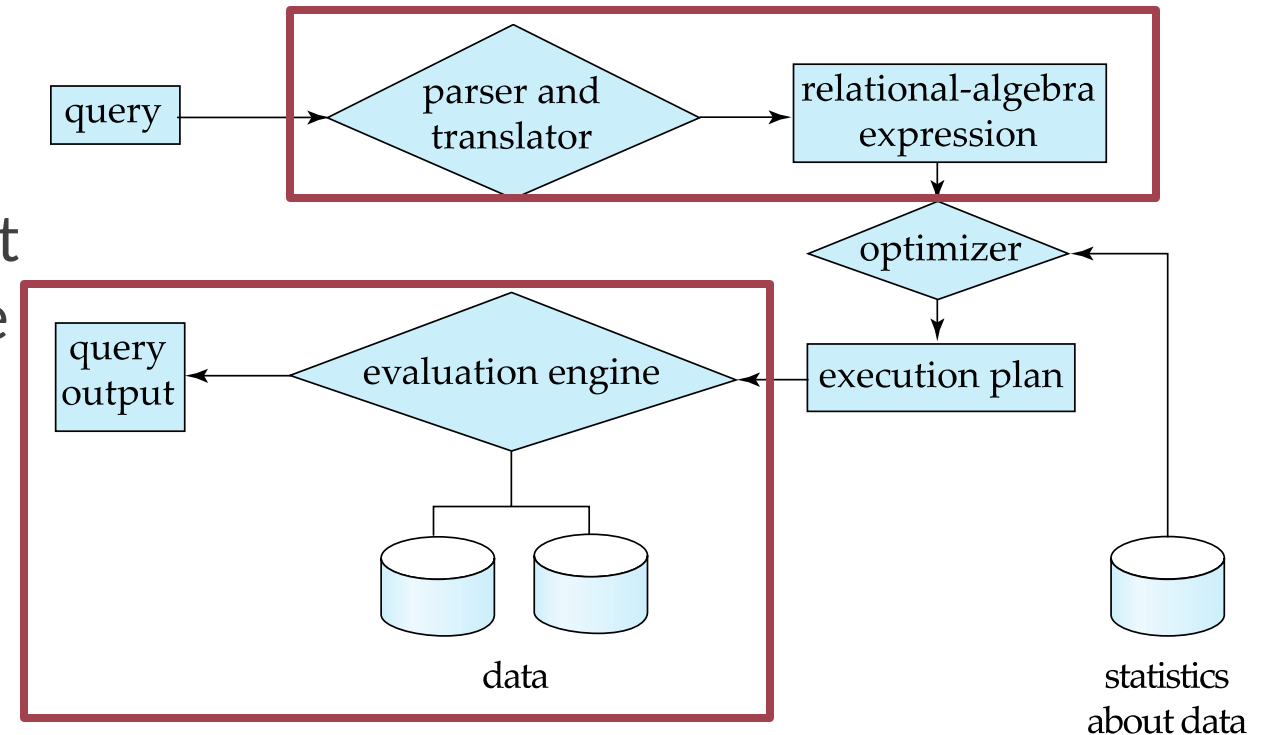 query
parser and
translator
relational-algebra
expression
t
optimizer
e
query
output
evaluation engine
execution plan
data
statistics
about data